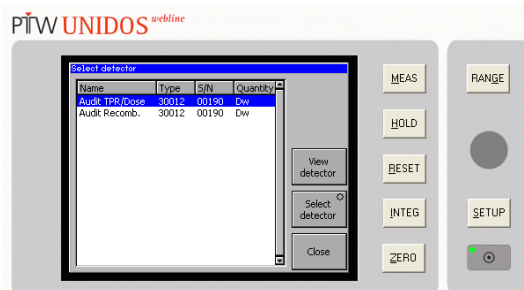 PTW UNIDOS webline
Select detector
Name Type S/N Quantity
Audit TPR/Dose 30012 00190 Dw
Audit Recomb. 30012 00190 Dw
View
detector
Select
detector
Close
MEAS
HOLD
RESET
INTEG
ZERO
RANGE
SETUP